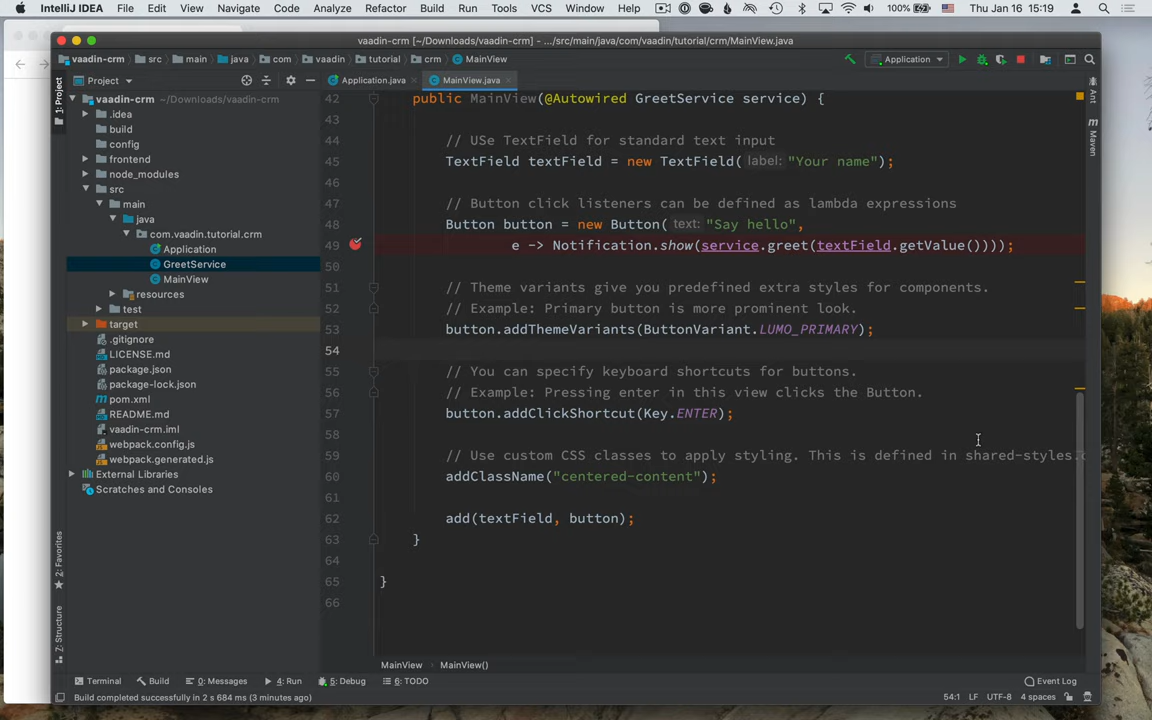 IntelliJ IDEA File Edit View Navigate Code Analyze Refactor Build Run Tools VCS Window Help 100% Thu Jan 16 15:19
vaadin-crm [~/Downloads/vaadin-crm] - .../src/main/java/com/vaadin/tutorial/crm/MainView.java
vaadin-crm src main java com vaadin tutorial crm MainView Application
Project Application.java MainView.java
1: Project
vaadin-crm ~/Downloads/vaadin-crm
.idea
build
config
frontend
node_modules
src
main
java
com.vaadin.tutorial.crm
Application
GreetService
MainView
resources
test
target
.gitignore
LICENSE.md
package.json
package-lock.json
pom.xml
README.md
vaadin-crm.iml
webpack.config.js
webpack.generated.js
External Libraries
Scratches and Consoles
2: Favorites
7: Structure
42 public MainView(@Autowired GreetService service) {
43
44 // USe TextField for standard text input
45 TextField textField = new TextField( label: "Your name");
46
47 // Button click listeners can be defined as lambda expressions
48 Button button = new Button( text: "Say hello",
49 e -> Notification.show(service.greet(textField.getValue())));
50
51 // Theme variants give you predefined extra styles for components.
52 // Example: Primary button is more prominent look.
53 button.addThemeVariants(ButtonVariant.LUMO_PRIMARY);
54
55 // You can specify keyboard shortcuts for buttons.
56 // Example: Pressing enter in this view clicks the Button.
57 button.addClickShortcut(Key.ENTER);
58
59 // Use custom CSS classes to apply styling. This is defined in shared-styles.
60 addClassName("centered-content");
61
62 add(textField, button);
63 }
64
65 }
66
Ant
m
Maven
MainView MainView()
Terminal Build 0: Messages 4: Run 5: Debug 6: TODO Event Log
Build completed successfully in 2 s 684 ms (3 minutes ago) 54:1 LF UTF-8 4 spaces